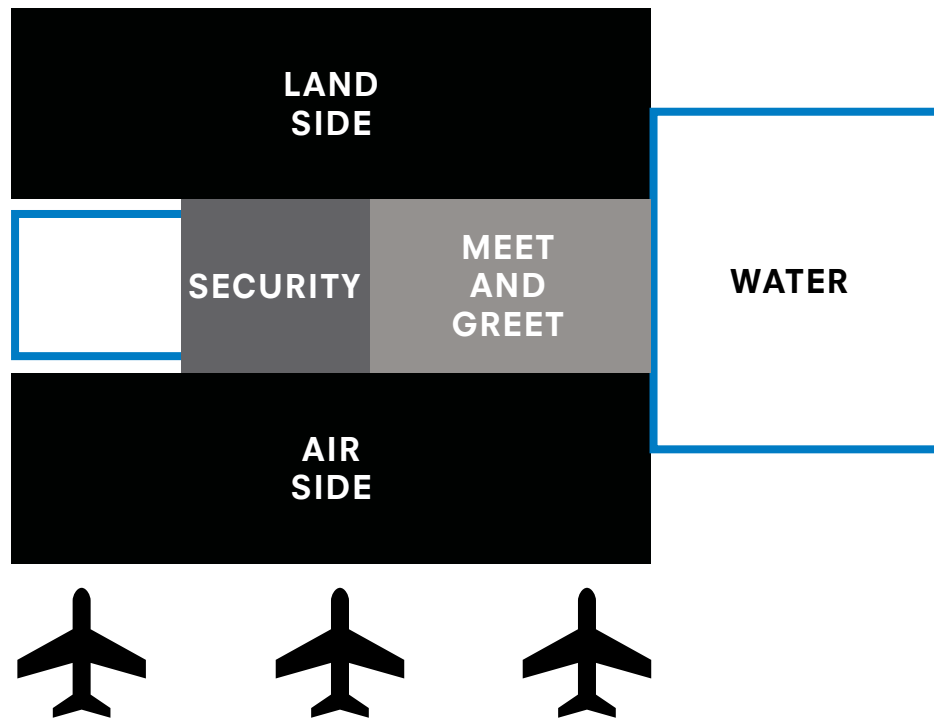 LAND
SIDE
SECURITY
MEET
AND
GREET
WATER
AIR
SIDE